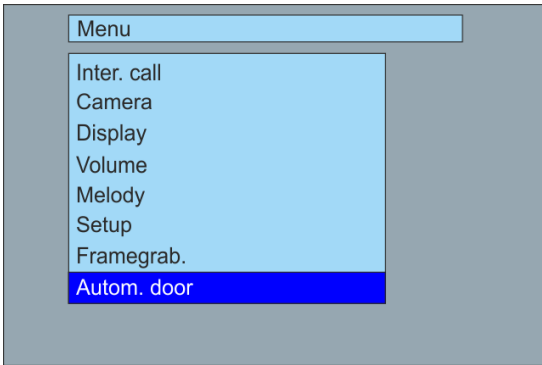 Menu
Inter. call
Camera
Display
Volume
Melody
Setup
Framegrab.
Autom. door